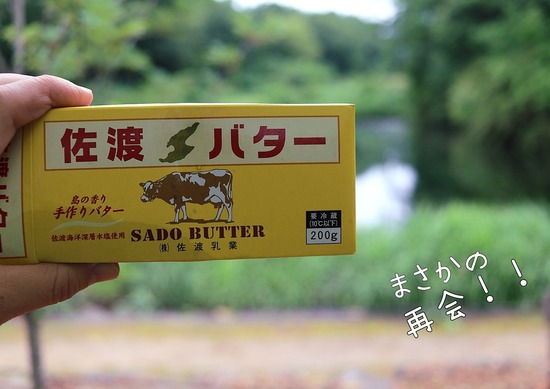 佐渡バター
島の香り
手作りバター
佐渡海洋深層水塩使用
SADO BUTTER
㈱佐渡乳業
要冷蔵
(10℃以下)
200g
まさかの
再会！！